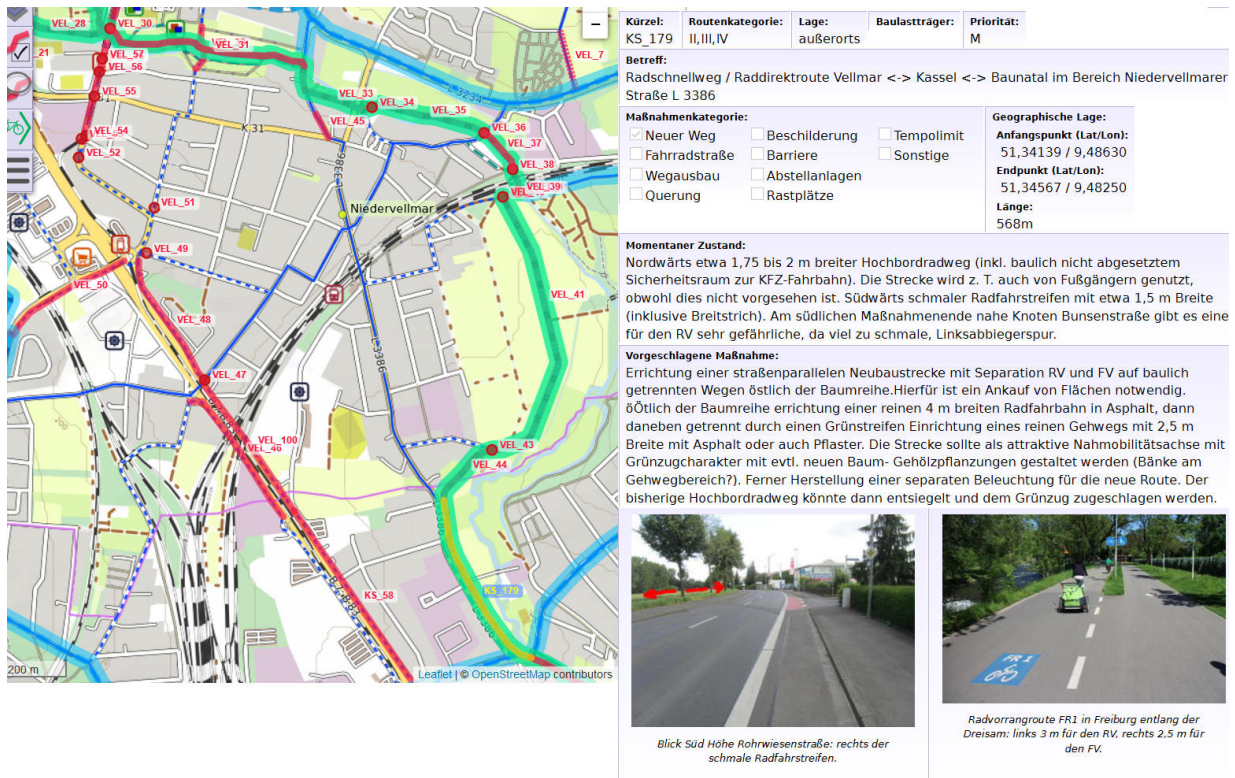 VEL_28
VEL_30
VEL_31
VEL_7
21
VEL_57
VEL_56
VEL_55
K 31
L 3234
VEL_33
VEL_34
VEL_35
VEL_45
VEL_36
VEL_37
VEL_54
VEL_52
VEL_38
VEL_39
L 3386
VEL_51
Niedervellmar
VEL_49
VEL_50
VEL_41
VEL_48
L 3386
VEL_47
VEL_100
VEL_46
VEL_43
VEL_44
200
L 3386
KS_58
KS_179
B 7;B 83
L 3386
200 m
Leaflet | © OpenStreetMap contributors
Kürzel:
KS_179
Routenkategorie:
II,III,IV
Lage:
außerorts
Baulastträger:
Priorität:
M
Betreff:
Radschnellweg / Raddirektroute Vellmar <-> Kassel <-> Baunatal im Bereich Niedervellmarer
Straße L 3386
Maßnahmenkategorie:
Neuer Weg Beschilderung Tempolimit
Fahrradstraße Barriere Sonstige
Wegausbau Abstellanlagen
Querung Rastplätze
Geographische Lage:
Anfangspunkt (Lat/Lon):
51,34139 / 9,48630
Endpunkt (Lat/Lon):
51,34567 / 9,48250
Länge:
568m
Momentaner Zustand:
Nordwärts etwa 1,75 bis 2 m breiter Hochbordradweg (inkl. baulich nicht abgesetztem
Sicherheitsraum zur KFZ-Fahrbahn). Die Strecke wird z. T. auch von Fußgängern genutzt,
obwohl dies nicht vorgesehen ist. Südwärts schmaler Radfahrstreifen mit etwa 1,5 m Breite
(inklusive Breitstrich). Am südlichen Maßnahmenende nahe Knoten Bunsenstraße gibt es eine
für den RV sehr gefährliche, da viel zu schmale, Linksabbiegerspur.
Vorgeschlagene Maßnahme:
Errichtung einer straßenparallelen Neubaustrecke mit Separation RV und FV auf baulich
getrennten Wegen östlich der Baumreihe.Hierfür ist ein Ankauf von Flächen notwendig.
öÖtlich der Baumreihe errichtung einer reinen 4 m breiten Radfahrbahn in Asphalt, dann
daneben getrennt durch einen Grünstreifen Einrichtung eines reinen Gehwegs mit 2,5 m
Breite mit Asphalt oder auch Pflaster. Die Strecke sollte als attraktive Nahmobilitätsachse mit
Grünzugcharakter mit evtl. neuen Baum- Gehölzpflanzungen gestaltet werden (Bänke am
Gehwegbereich?). Ferner Herstellung einer separaten Beleuchtung für die neue Route. Der
bisherige Hochbordradweg könnte dann entsiegelt und dem Grünzug zugeschlagen werden.
FR1
Blick Süd Höhe Rohrwiesenstraße: rechts der
schmale Radfahrstreifen.
Radvorrangroute FR1 in Freiburg entlang der
Dreisam: links 3 m für den RV, rechts 2,5 m für
den FV.